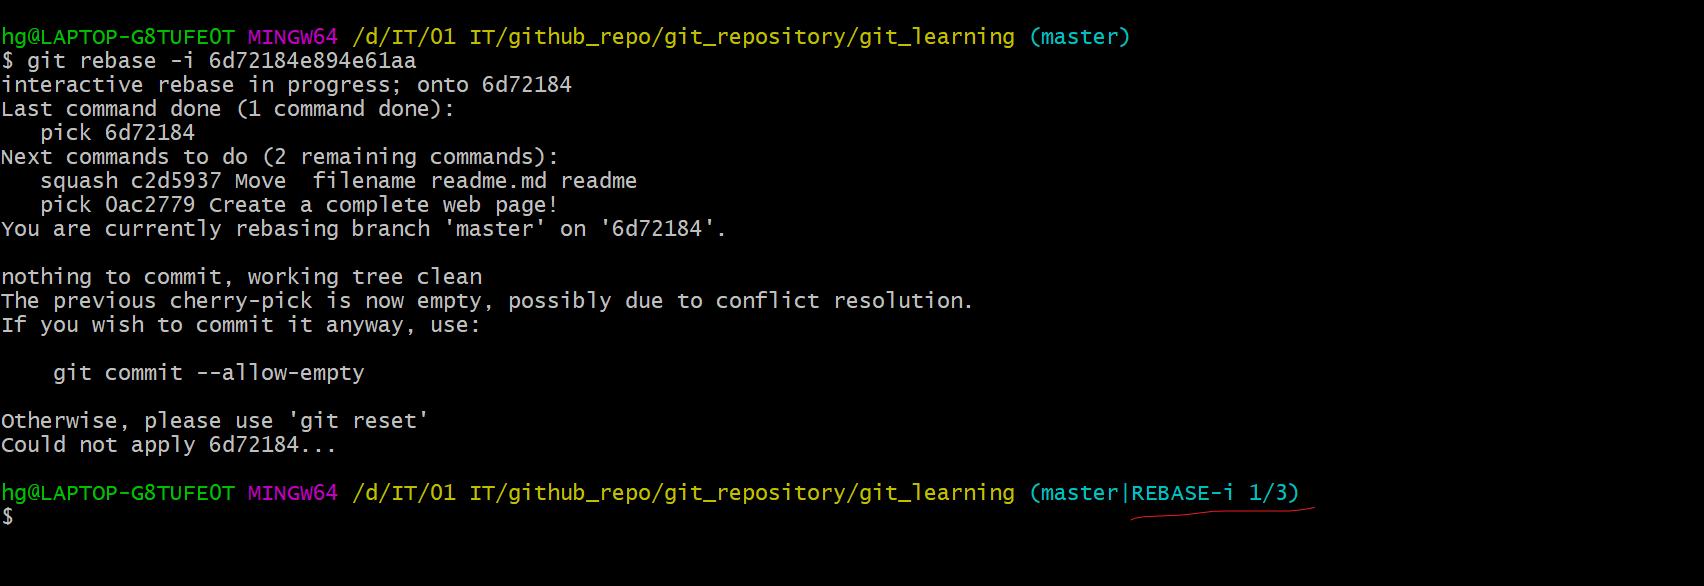 hg@LAPTOP-G8TUFE0T MINGW64 /d/IT/01 IT/github_repo/git_repository/git_learning (master)
$ git rebase -i 6d72184e894e61aa
interactive rebase in progress; onto 6d72184
Last command done (1 command done):
   pick 6d72184
Next commands to do (2 remaining commands):
   squash c2d5937 Move  filename readme.md readme
   pick 0ac2779 Create a complete web page!
You are currently rebasing branch 'master' on '6d72184'.
nothing to commit, working tree clean
The previous cherry-pick is now empty, possibly due to conflict resolution.
If you wish to commit it anyway, use:
    git commit --allow-empty
Otherwise, please use 'git reset'
Could not apply 6d72184...
hg@LAPTOP-G8TUFE0T MINGW64 /d/IT/01 IT/github_repo/git_repository/git_learning (master|REBASE-i 1/3)
$